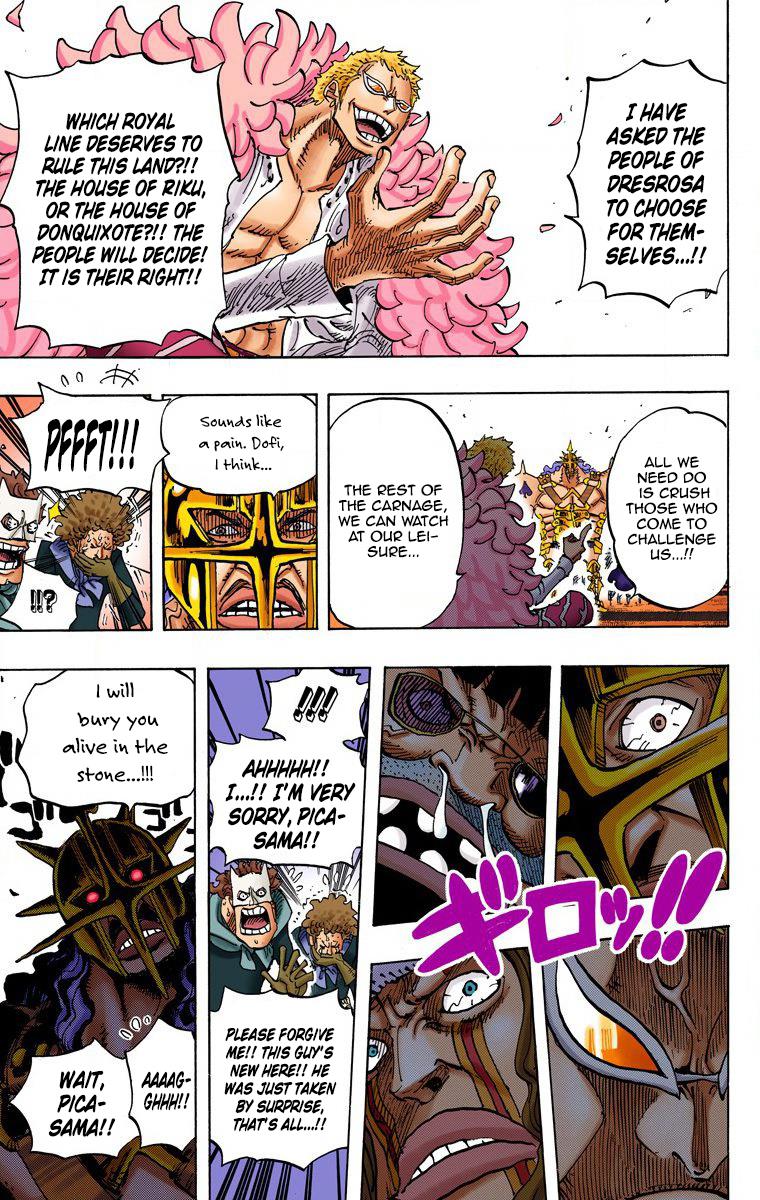 I HAVE
ASKED THE
PEOPLE OF
DRESROSA
TO CHOOSE
FOR THEM-
SELVES...!!
WHICH ROYAL
LINE DESERVES TO
RULE THIS LAND?!!
THE HOUSE OF RIKU,
OR THE HOUSE OF
DONQUIXOTE?!! THE
PEOPLE WILL DECIDE!
IT IS THEIR RIGHT!!
ALL WE
NEED DO
IS CRUSH
THOSE WHO
COME TO
CHALLENGE
US...!!
THE REST OF
THE CARNAGE,
WE CAN WATCH
AT OUR LEI-
SURE...
Sounds like
a pain. Dofi,
I think...
PFFFT!!!
!!?
ギロッ!!
!!!
AHHHHH!!
I...!! I'M VERY
SORRY, PICA-
SAMA!!
PLEASE FORGIVE
ME!! THIS GUY'S
NEW HERE!! HE
WAS JUST TAKEN
BY SURPRISE,
THAT'S ALL...!!
I will
bury you
alive in the
stone...!!!
AAAAG-
GHHH!!
WAIT,
PICA-
SAMA!!